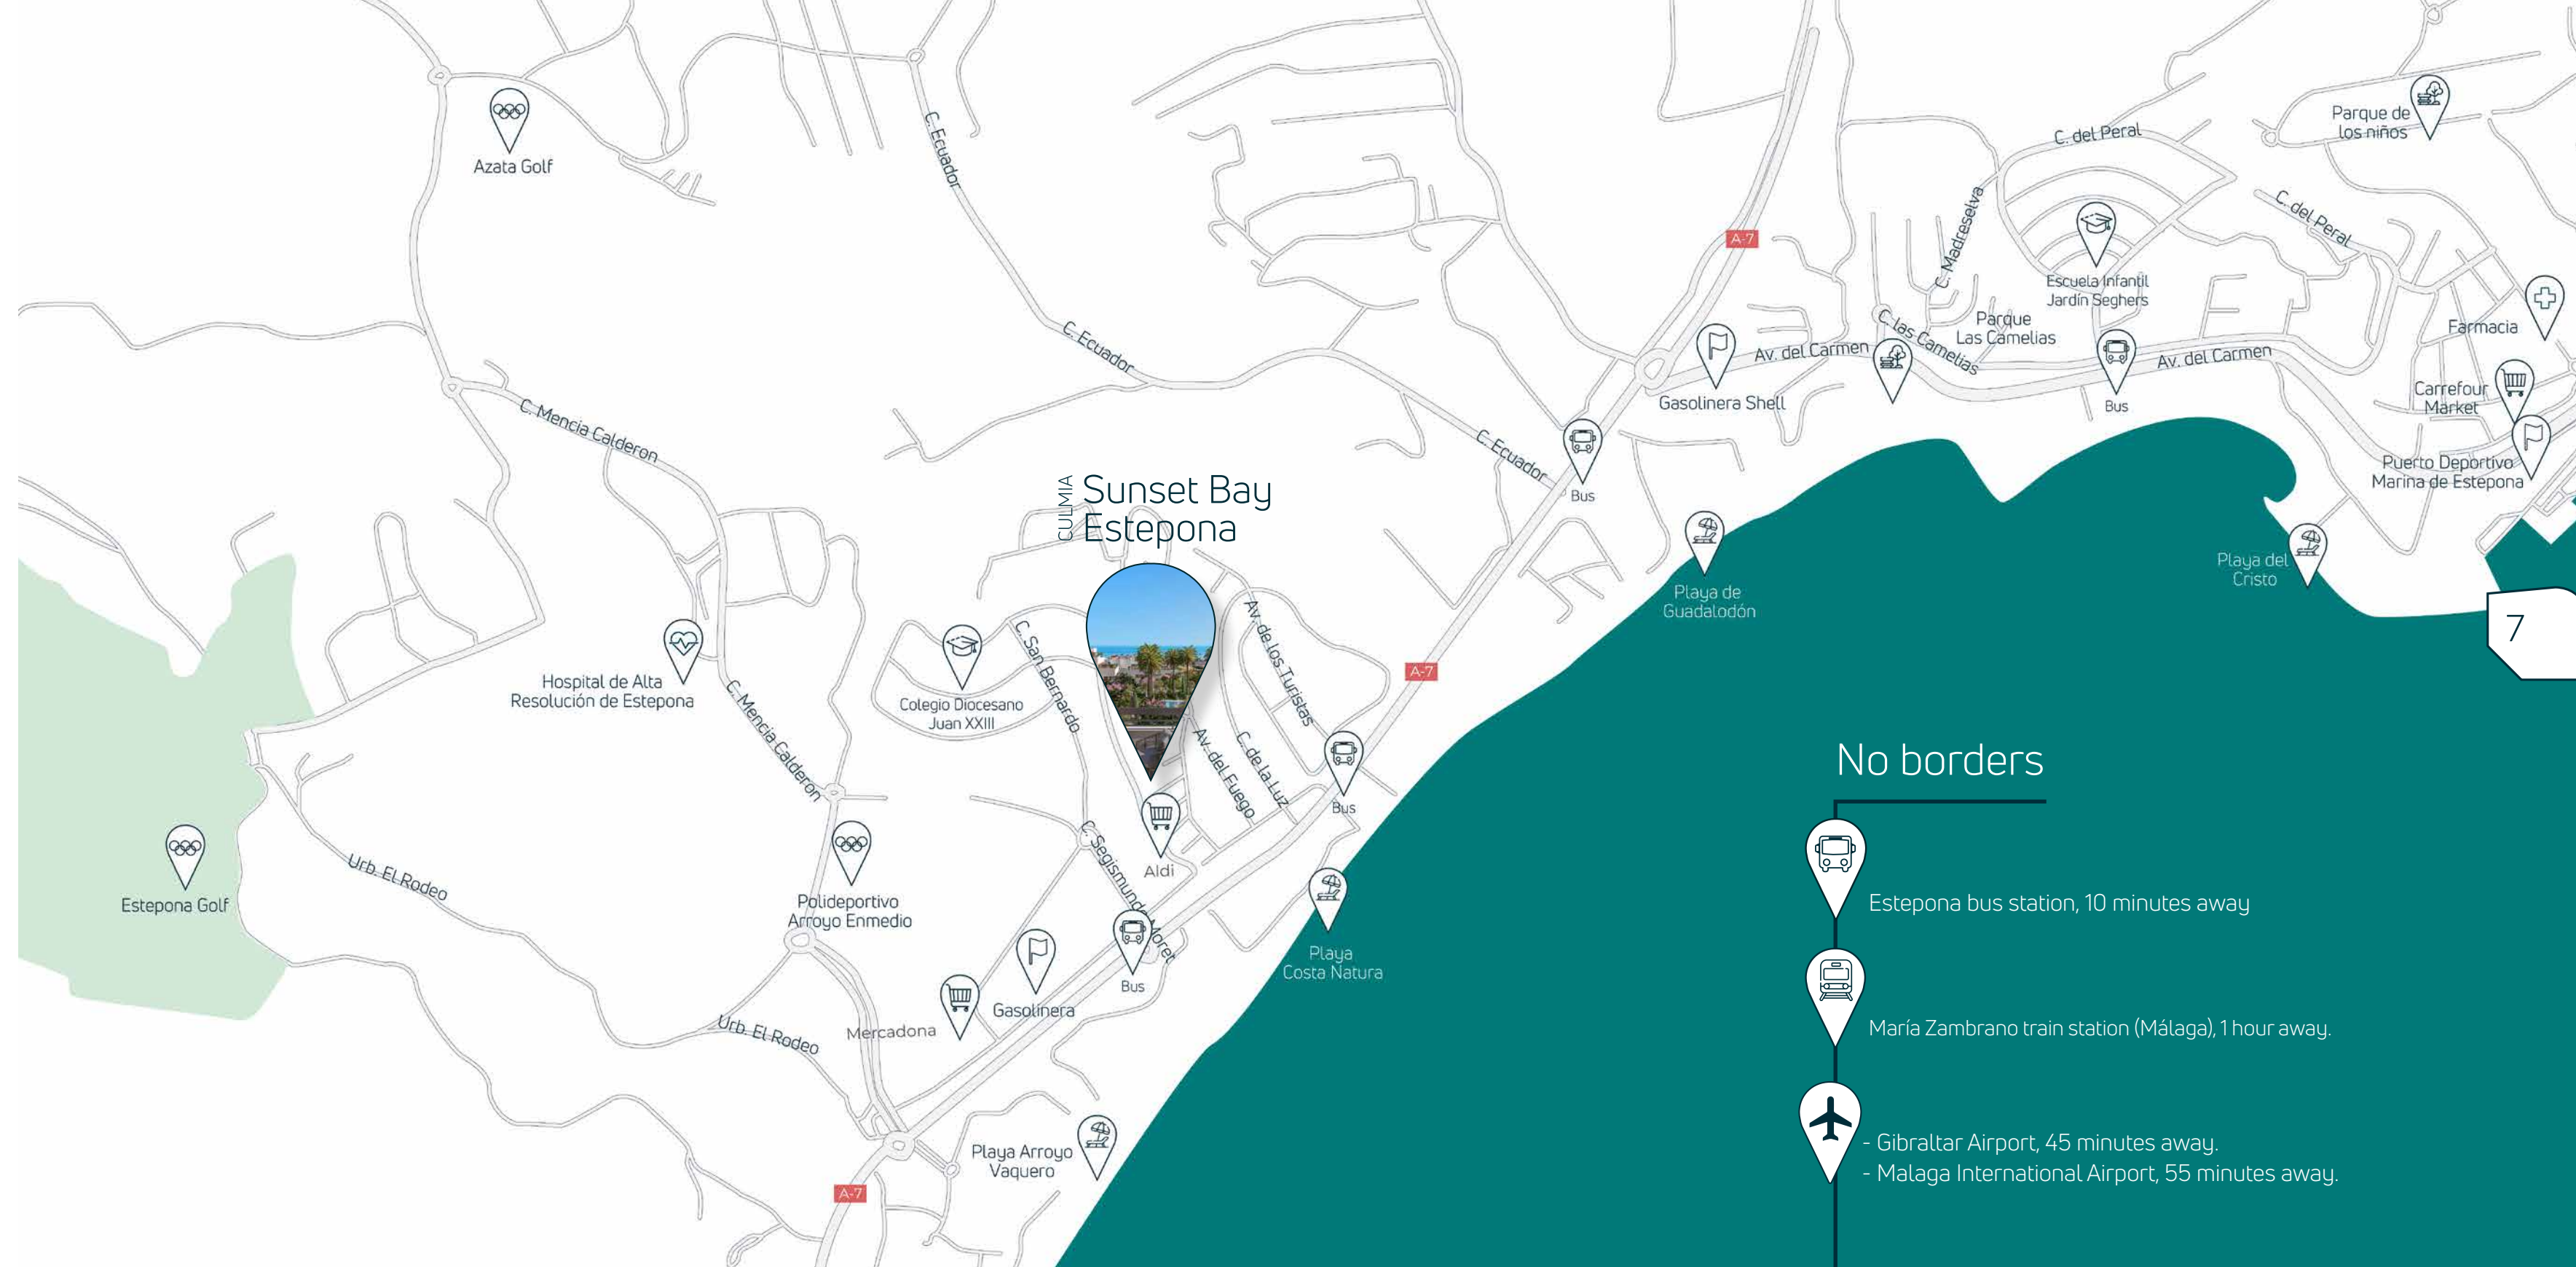 Azata Golf
C. Ecuador
C. Ecuador
C. Ecuador
A-7
C. del Peral
Parque de
los niños
C. Madreselva
C. del Peral
Escuela Infantil
Jardín Seghers
Parque
Las Camelias
C. las Camelias
Farmacia
Av. del Carmen
Av. del Carmen
Gasolinera Shell
Bus
Carrefour
Market
Puerto Deportivo
Marina de Estepona
C. Mencia Calderon
Bus
CULMIA
Sunset Bay
Estepona
Playa de
Guadalodón
Playa del
Cristo
7
Hospital de Alta
Resolución de Estepona
C. Mencia Calderon
Colegio Diocesano
Juan XXIII
C. San Bernardo
Av. de los Turistas
A-7
Av. del Fuego
C. de la Luz
Bus
Estepona Golf
Urb. El Rodeo
Polideportivo
Arroyo Enmedio
C. Segismundo Moret
Aldi
Playa
Costa Natura
Bus
Gasolinera
Mercadona
Urb. El Rodeo
Playa Arroyo
Vaquero
A-7
No borders
Estepona bus station, 10 minutes away
María Zambrano train station (Málaga), 1 hour away.
- Gibraltar Airport, 45 minutes away.
- Malaga International Airport, 55 minutes away.